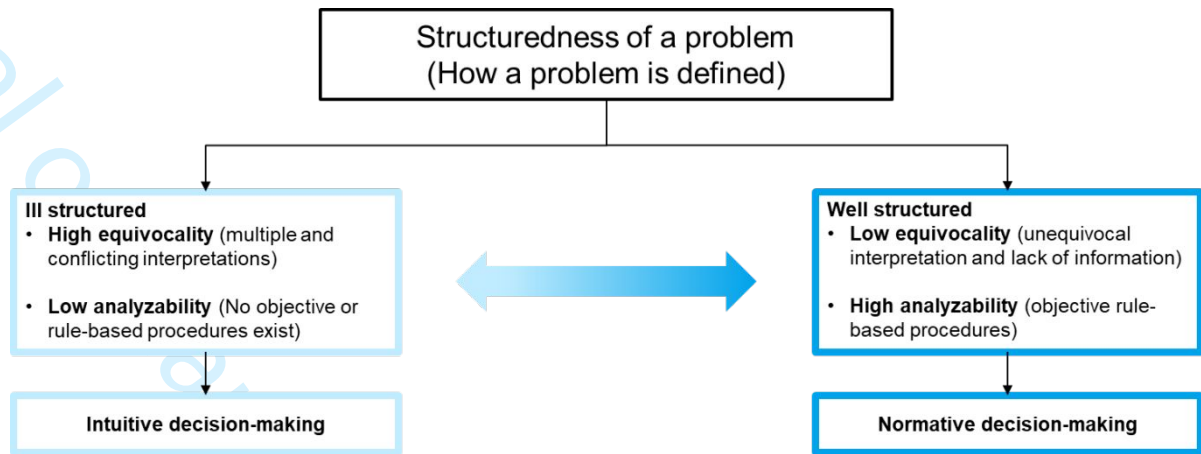 Structuredness of a problem
(How a problem is defined)
Ill structured
• High equivocality (multiple and
conflicting interpretations)
• Low analyzability (No objective or
rule-based procedures exist)
Well structured
• Low equivocality (unequivocal
interpretation and lack of information)
• High analyzability (objective rule-
based procedures)
Intuitive decision-making
Normative decision-making